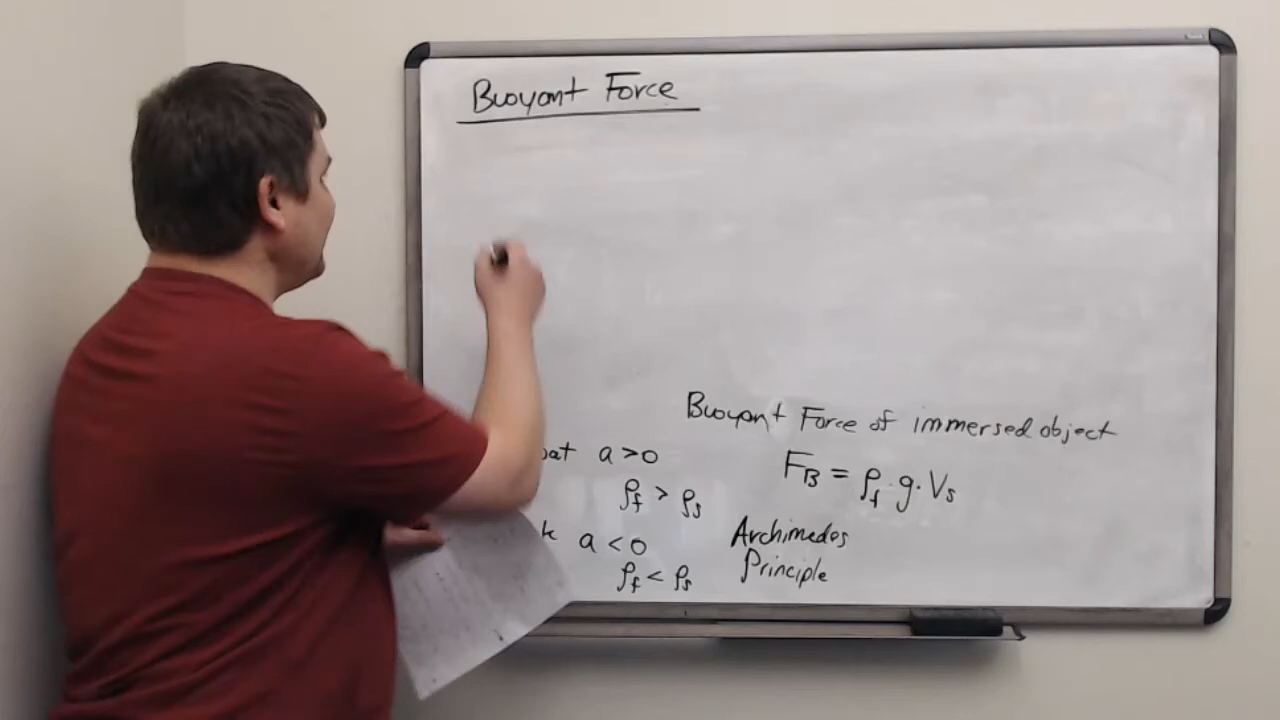 Buoyant Force
Buoyant Force of immersed object
a > 0
F_B = ρ_f · g · V_s
ρ_f > ρ_s
Archimedes
a < 0
Principle
ρ_f < ρ_s